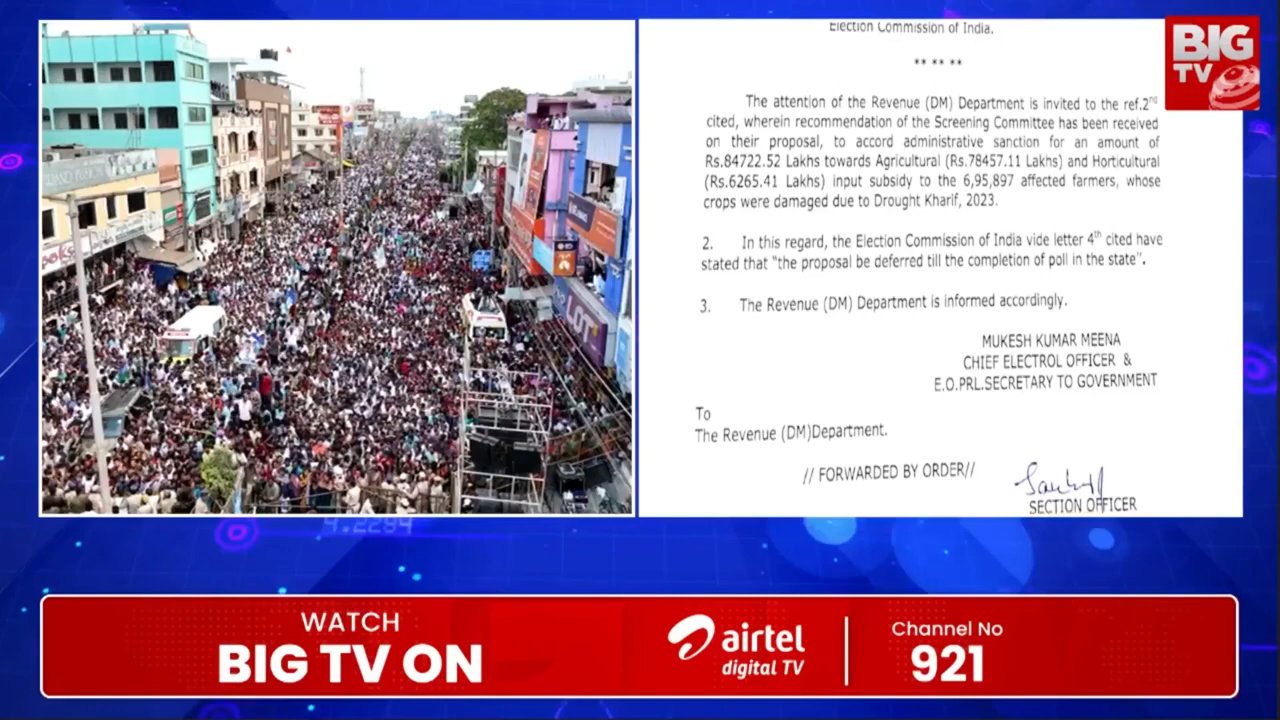 GRAND
LOT
Election Commission of India.
** ** **
The attention of the Revenue (DM) Department is invited to the ref.2nd
cited, wherein recommendation of the Screening Committee has been received
on their proposal, to accord administrative sanction for an amount of
Rs.84722.52 Lakhs towards Agricultural (Rs.78457.11 Lakhs) and Horticultural
(Rs.6265.41 Lakhs) input subsidy to the 6,95,897 affected farmers, whose
crops were damaged due to Drought Kharif, 2023.
2. In this regard, the Election Commission of India vide letter 4th cited have
stated that "the proposal be deferred till the completion of poll in the state".
3. The Revenue (DM) Department is informed accordingly.
MUKESH KUMAR MEENA
CHIEF ELECTROL OFFICER &
E.O.PRL.SECRETARY TO GOVERNMENT
To
The Revenue (DM)Department.
// FORWARDED BY ORDER//
SECTION OFFICER
BIG
TV
4.2284
WATCH
BIG TV ON
airtel
digital TV
Channel No
921